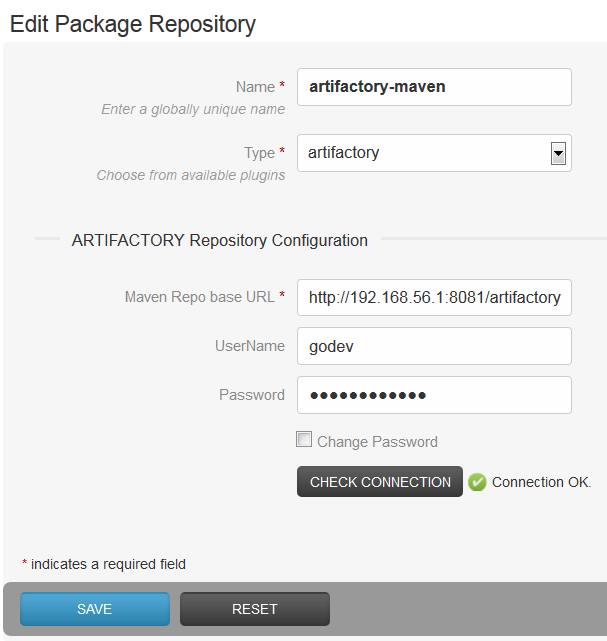 Edit Package Repository
Name *
artifactory-maven
Enter a globally unique name
Type *
artifactory
Choose from available plugins
ARTIFACTORY Repository Configuration
Maven Repo base URL *
http://192.168.56.1:8081/artifactory
UserName
godev
Password
••••••••••••
Change Password
CHECK CONNECTION
Connection OK.
* indicates a required field
SAVE
RESET